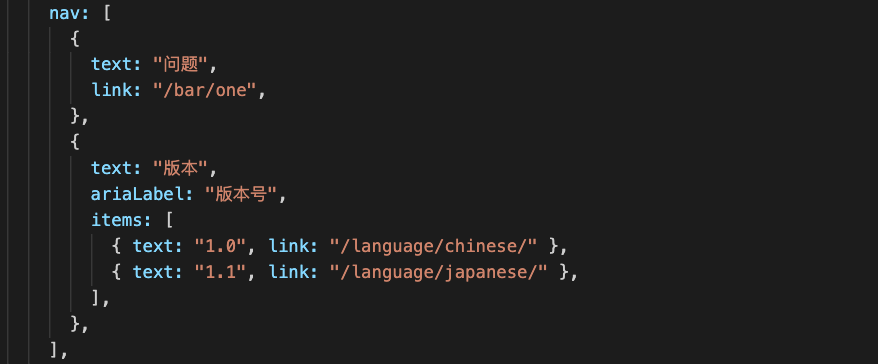 nav: [
{
text: "问题",
link: "/bar/one",
},
{
text: "版本",
ariaLabel: "版本号",
items: [
{ text: "1.0", link: "/language/chinese/" },
{ text: "1.1", link: "/language/japanese/" },
],
},
],